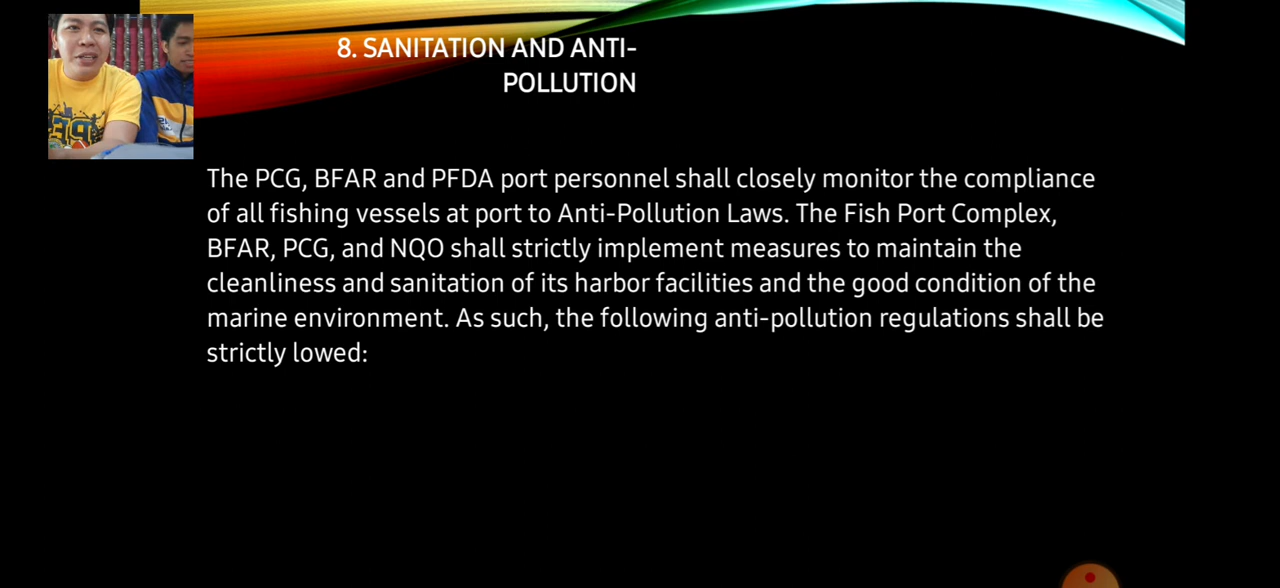 8. SANITATION AND ANTI-
POLLUTION
The PCG, BFAR and PFDA port personnel shall closely monitor the compliance
of all fishing vessels at port to Anti-Pollution Laws. The Fish Port Complex,
BFAR, PCG, and NQO shall strictly implement measures to maintain the
cleanliness and sanitation of its harbor facilities and the good condition of the
marine environment. As such, the following anti-pollution regulations shall be
strictly lowed: